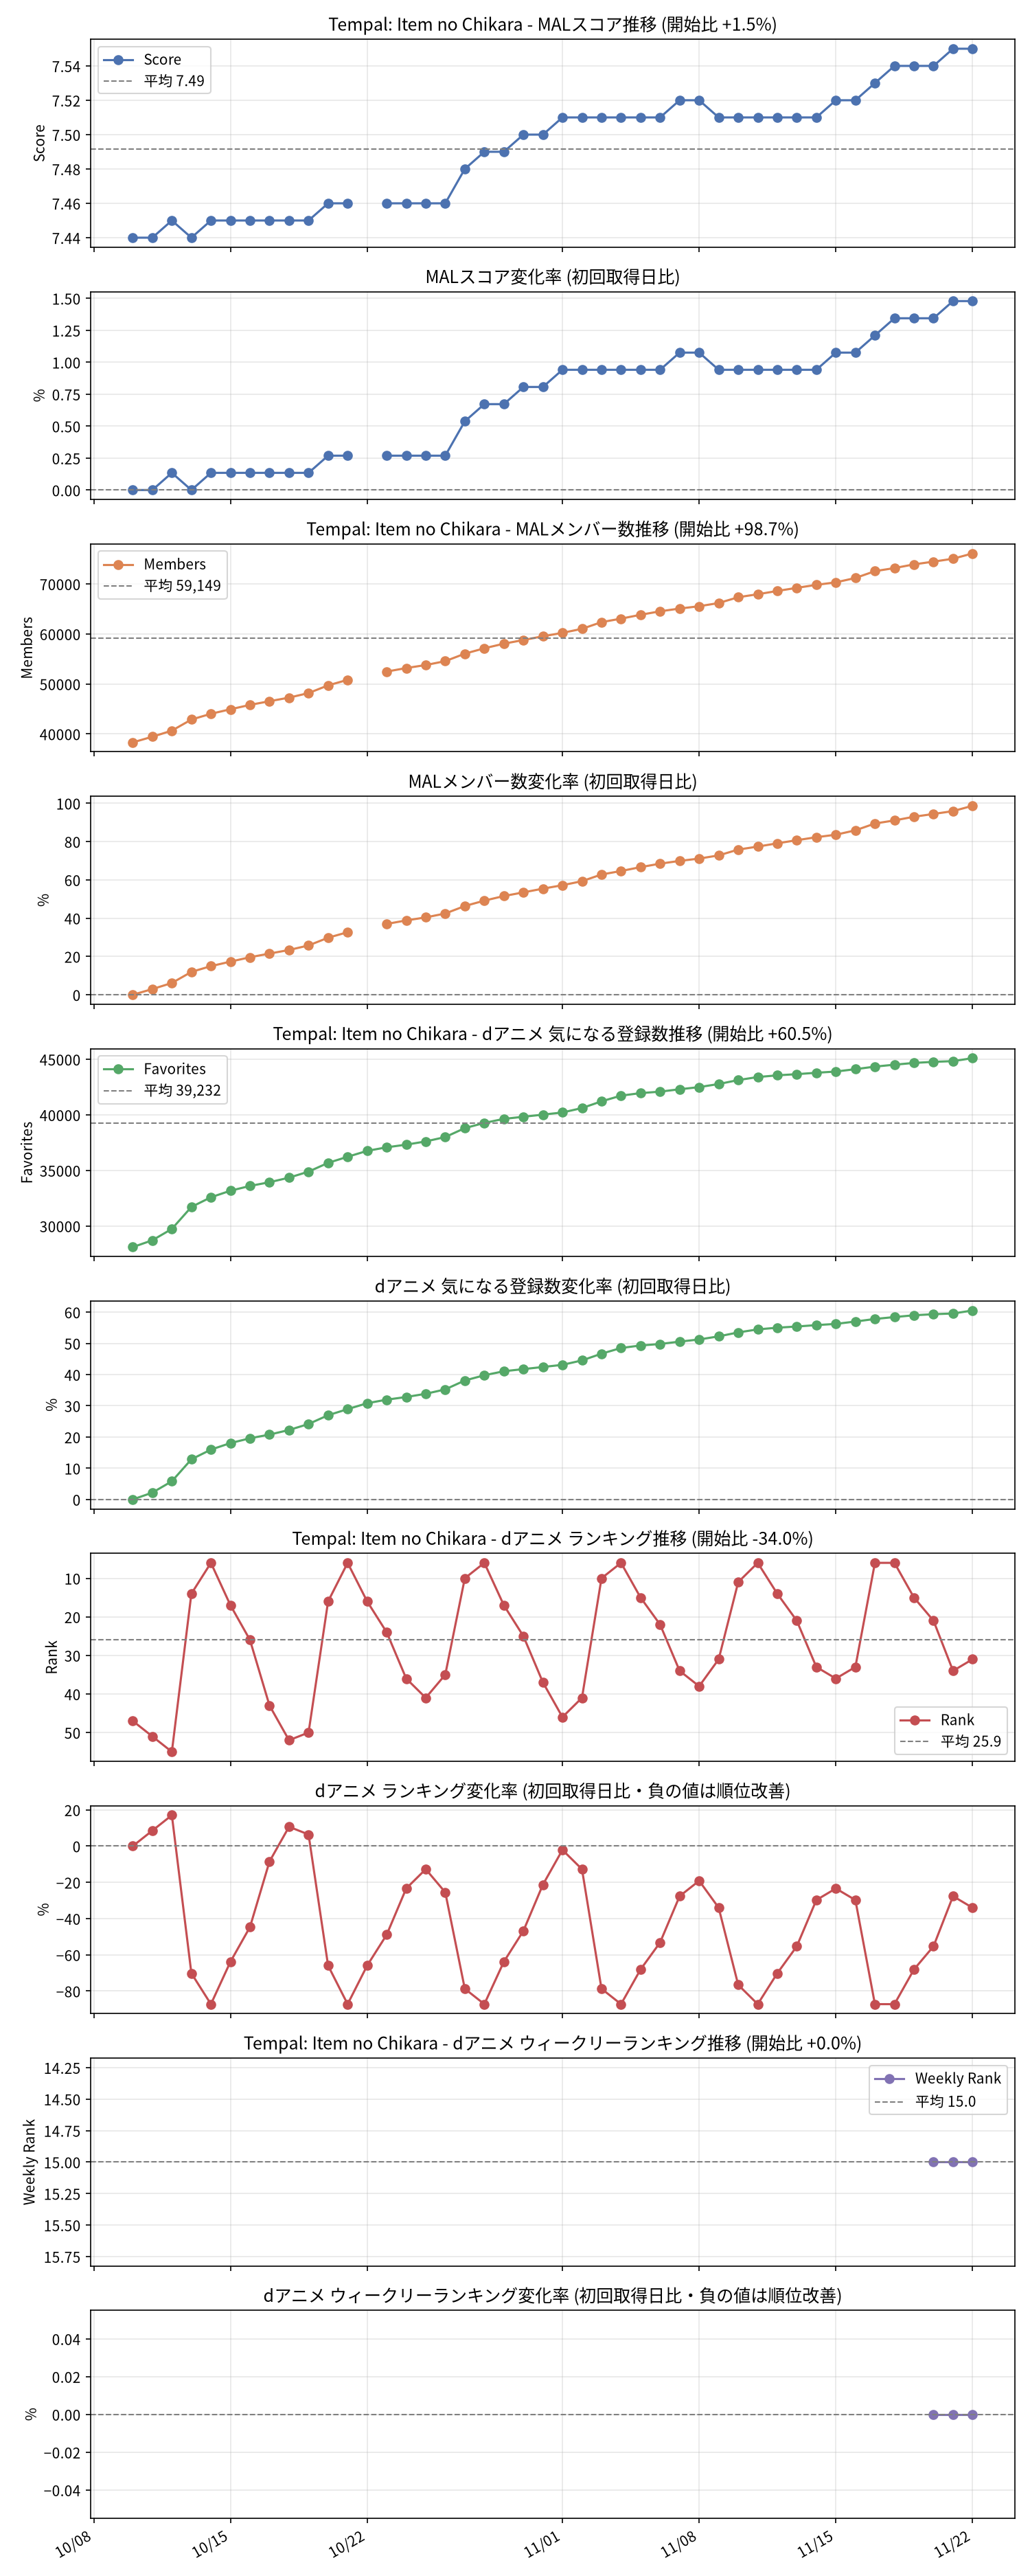 Tempal: Item no Chikara - MALスコア推移 (開始比 +1.5%)
Score
平均 7.49
Score
7.54
7.52
7.50
7.48
7.46
7.44
MALスコア変化率 (初回取得日比)
%
1.50
1.25
1.00
0.75
0.50
0.25
0.00
Tempal: Item no Chikara - MALメンバー数推移 (開始比 +98.7%)
Members
平均 59,149
Members
70000
60000
50000
40000
MALメンバー数変化率 (初回取得日比)
%
100
80
60
40
20
0
Tempal: Item no Chikara - dアニメ 気になる登録数推移 (開始比 +60.5%)
Favorites
平均 39,232
Favorites
45000
40000
35000
30000
dアニメ 気になる登録数変化率 (初回取得日比)
%
60
50
40
30
20
10
0
Tempal: Item no Chikara - dアニメ ランキング推移 (開始比 -34.0%)
Rank
10
20
30
40
50
Rank
平均 25.9
dアニメ ランキング変化率 (初回取得日比・負の値は順位改善)
%
20
0
−20
−40
−60
−80
Tempal: Item no Chikara - dアニメ ウィークリーランキング推移 (開始比 +0.0%)
Weekly Rank
平均 15.0
Weekly Rank
14.25
14.50
14.75
15.00
15.25
15.50
15.75
dアニメ ウィークリーランキング変化率 (初回取得日比・負の値は順位改善)
%
0.04
0.02
0.00
−0.02
−0.04
10/08
10/15
10/22
11/01
11/08
11/15
11/22